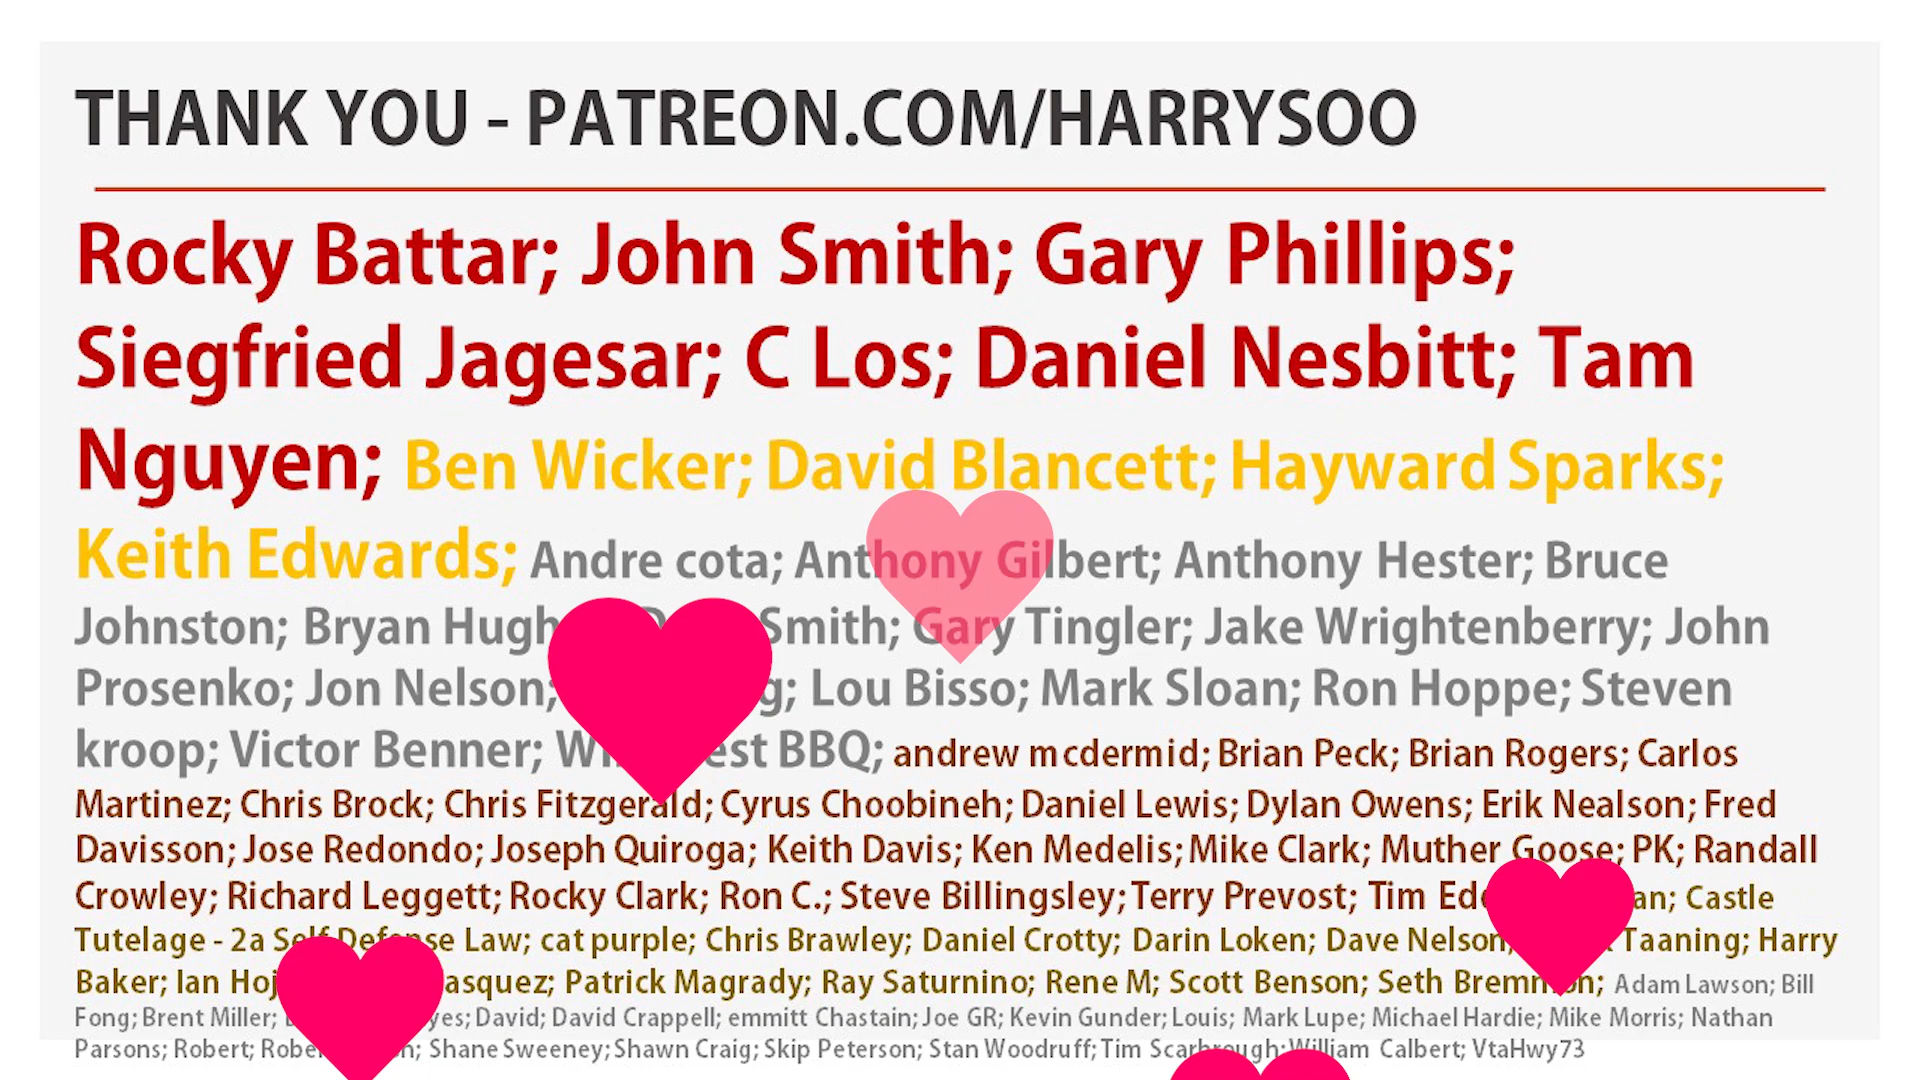 THANK YOU - PATREON.COM/HARRYSOO
Rocky Battar; John Smith; Gary Phillips;
Siegfried Jagesar; C Los; Daniel Nesbitt; Tam
Nguyen; Ben Wicker; David Blancett; Hayward Sparks;
Keith Edwards; Andre cota; Anthony Gilbert; Anthony Hester; Bruce
Johnston; Bryan Smith; Gary Tingler; Jake Wrightenberry; John
Prosenko; Jon Nelson; Lou Bisso; Mark Sloan; Ron Hoppe; Steven
kroop; Victor Benner; BBQ; andrew mcdermid; Brian Peck; Brian Rogers; Carlos
Martinez; Chris Brock; Chris Fitzgerald; Cyrus Choobineh; Daniel Lewis; Dylan Owens; Erik Nealson; Fred
Davisson; Jose Redondo; Joseph Quiroga; Keith Davis; Ken Medelis; Mike Clark; Muther Goose; PK; Randall
Crowley; Richard Leggett; Rocky Clark; Ron C.; Steve Billingsley; Terry Prevost; Tim Castle
Tutelage - 2a Self Defense Law; cat purple; Chris Brawley; Daniel Crotty; Darin Loken; Dave Nelson; Taaning; Harry
Baker; Ian Patrick Magrady; Ray Saturnino; Rene M; Scott Benson; Seth Bremmon; Adam Lawson; Bill
Fong; Brent Miller; David; David Crappell; emmitt Chastain; Joe GR; Kevin Gunder; Louis; Mark Lupe; Michael Hardie; Mike Morris; Nathan
Parsons; Robert; Shane Sweeney; Shawn Craig; Skip Peterson; Stan Woodruff; Tim Scarbrough; William Calbert; VtaHwy73